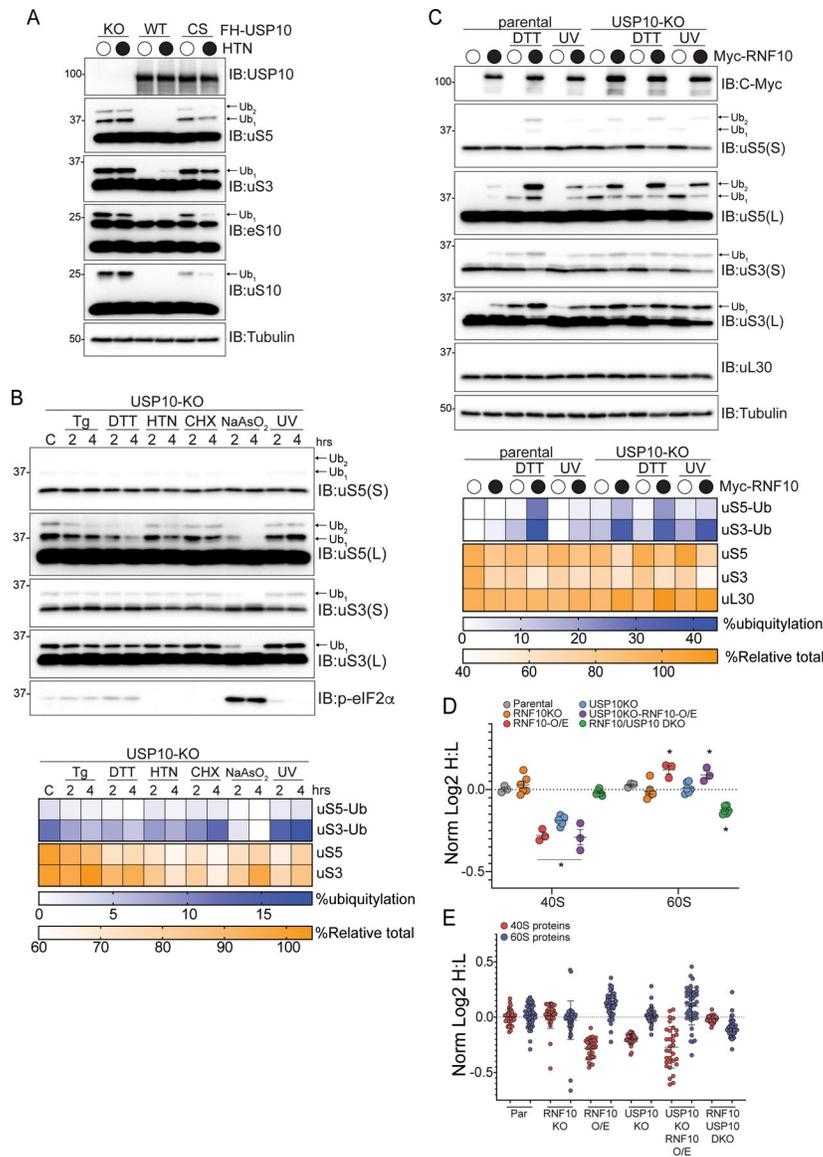 A
KO WT CS FH-USP10
HTN
100-
IB:USP10
Ub2
Ub1
37-
IB:uS5
37-
Ub1
IB:uS3
25-
Ub1
IB:eS10
25-
Ub1
IB:uS10
50-
IB:Tubulin
B
USP10-KO
Tg DTT HTN CHX NaAsO2 UV
C 2 4 2 4 2 4 2 4 2 4 2 4 hrs
Ub2
37-
Ub1
IB:uS5(S)
Ub2
37-
Ub1
IB:uS5(L)
37-
Ub1
IB:uS3(S)
37-
Ub1
IB:uS3(L)
37-
IB:p-eIF2α
USP10-KO
Tg DTT HTN CHX NaAsO2 UV
C 2 4 2 4 2 4 2 4 2 4 2 4 hrs
uS5-Ub
uS3-Ub
uS5
uS3
%ubiquitylation
0 5 10 15
%Relative total
60 70 80 90 100
C
parental USP10-KO
DTT UV DTT UV
Myc-RNF10
100-
IB:C-Myc
Ub2
37-
Ub1
IB:uS5(S)
Ub2
37-
Ub1
IB:uS5(L)
37-
Ub1
IB:uS3(S)
37-
Ub1
IB:uS3(L)
37-
IB:uL30
50-
IB:Tubulin
parental USP10-KO
DTT UV DTT UV
Myc-RNF10
uS5-Ub
uS3-Ub
uS5
uS3
uL30
%ubiquitylation
0 10 20 30 40
%Relative total
40 60 80 100
D
Parental USP10KO
RNF10KO USP10KO-RNF10-O/E
RNF10-O/E RNF10/USP10 DKO
Norm Log2 H:L
0.0
-0.5
* * * *
40S 60S
E
40S proteins
60S proteins
Norm Log2 H:L
0.5
0.0
-0.5
Par RNF10 RNF10 USP10 USP10 RNF10
KO O/E KO KO USP10
RNF10 DKO
O/E